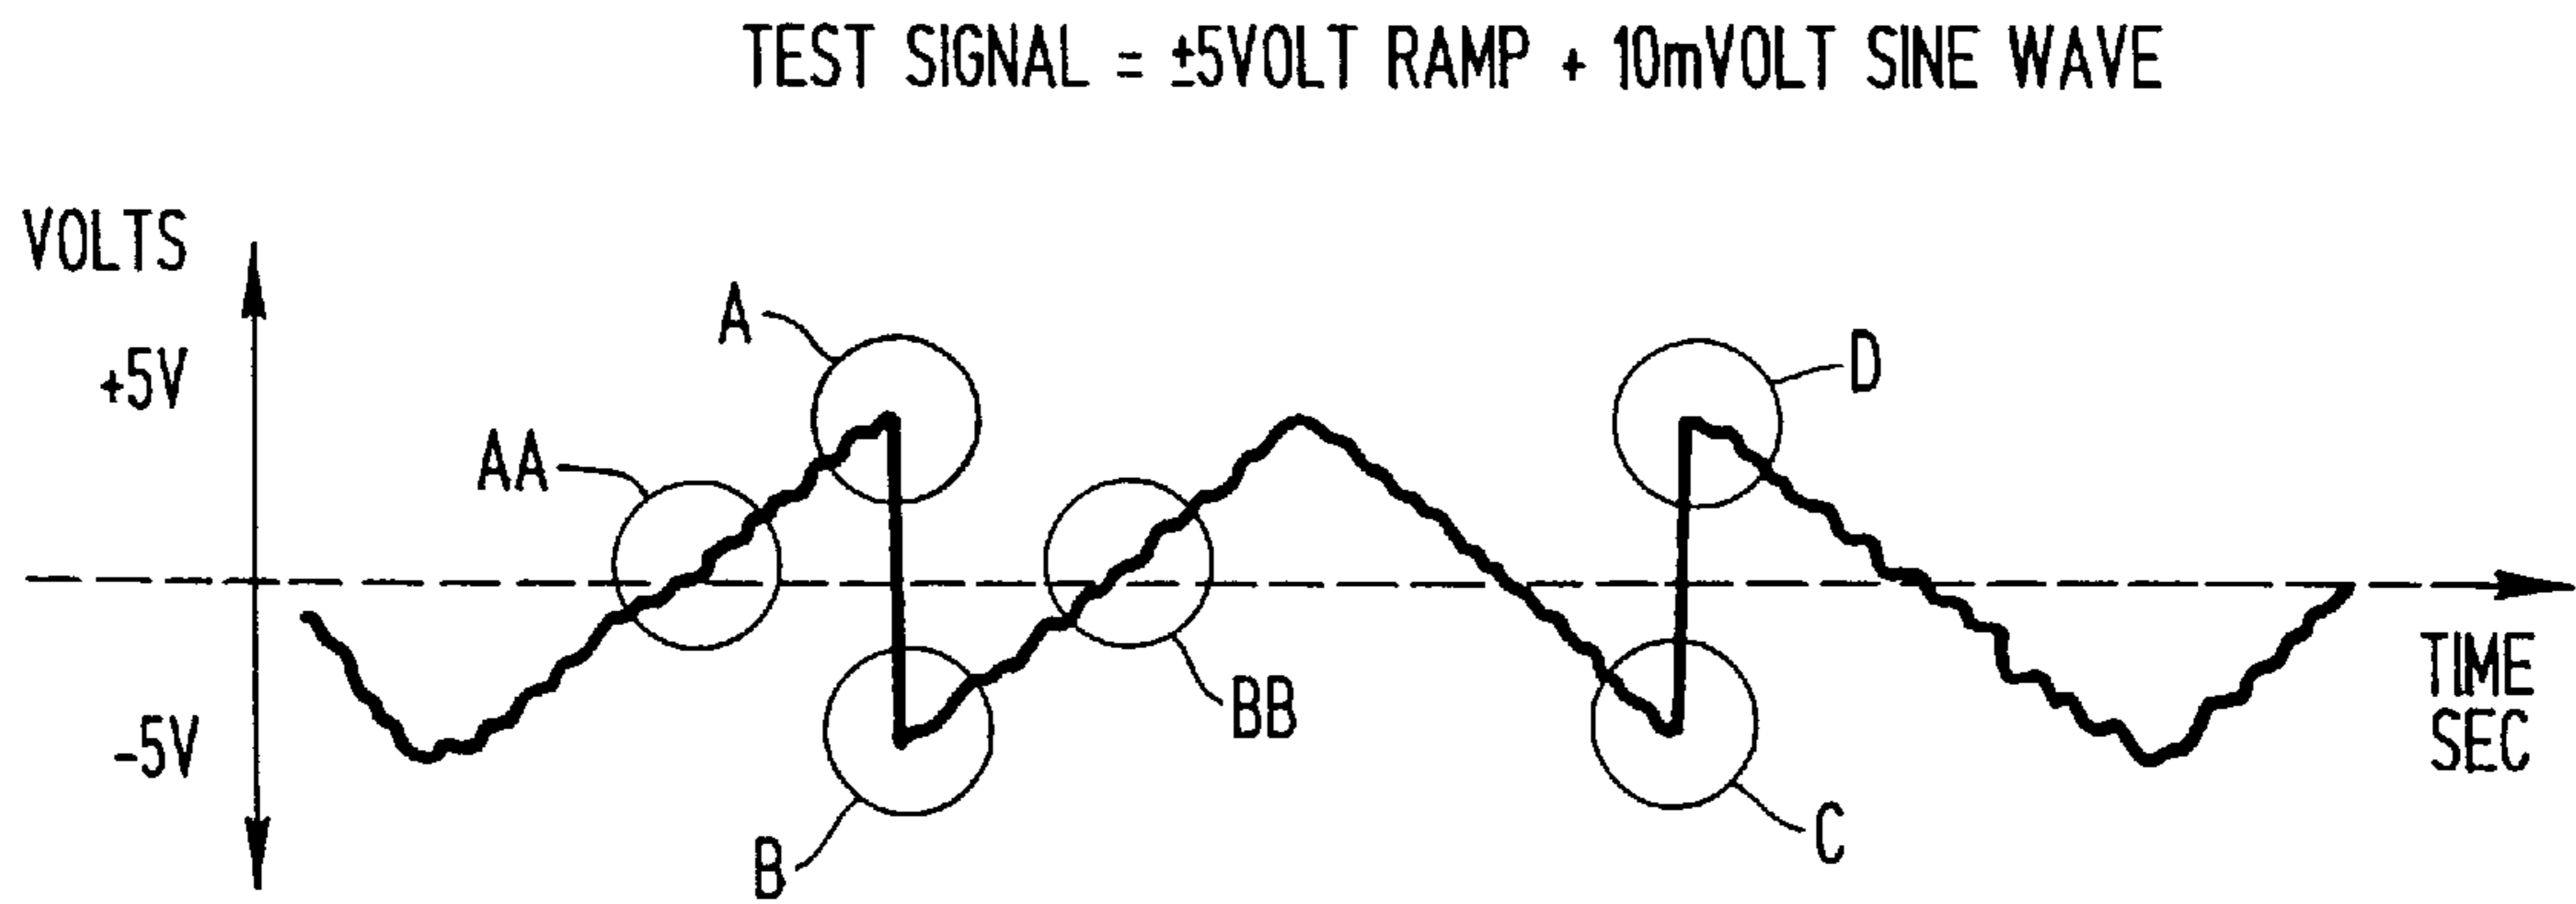 TEST SIGNAL = ±5VOLT RAMP + 10mVOLT SINE WAVE
VOLTS
+5V
-5V
A
AA
B
BB
D
C
TIME
SEC